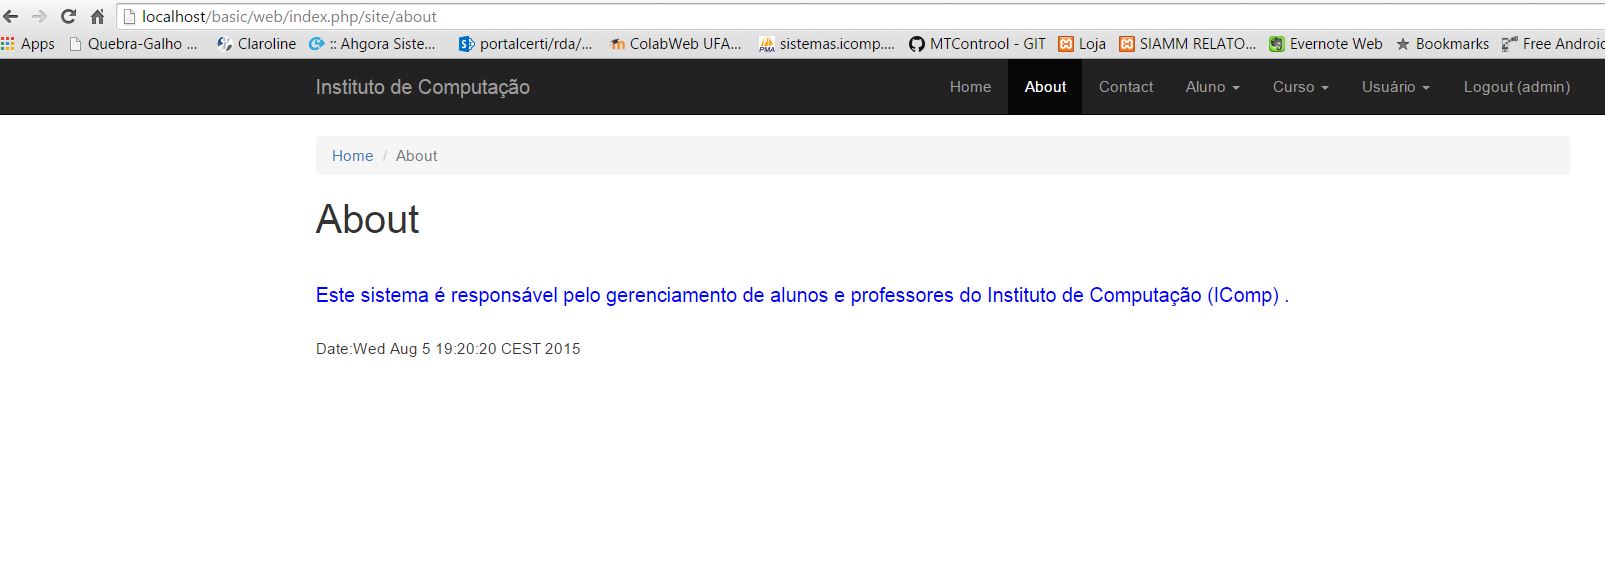 localhost/basic/web/index.php/site/about
Apps Quebra-Galho ... Claroline :: Ahgora Siste... portalcerti/rda/... ColabWeb UFA... PMA sistemas.icomp.... MTControol - GIT Loja SIAMM RELATO... Evernote Web Bookmarks Free Androic
Instituto de Computação Home About Contact Aluno Curso Usuário Logout (admin)
Home / About
About
Este sistema é responsável pelo gerenciamento de alunos e professores do Instituto de Computação (IComp) .
Date:Wed Aug 5 19:20:20 CEST 2015